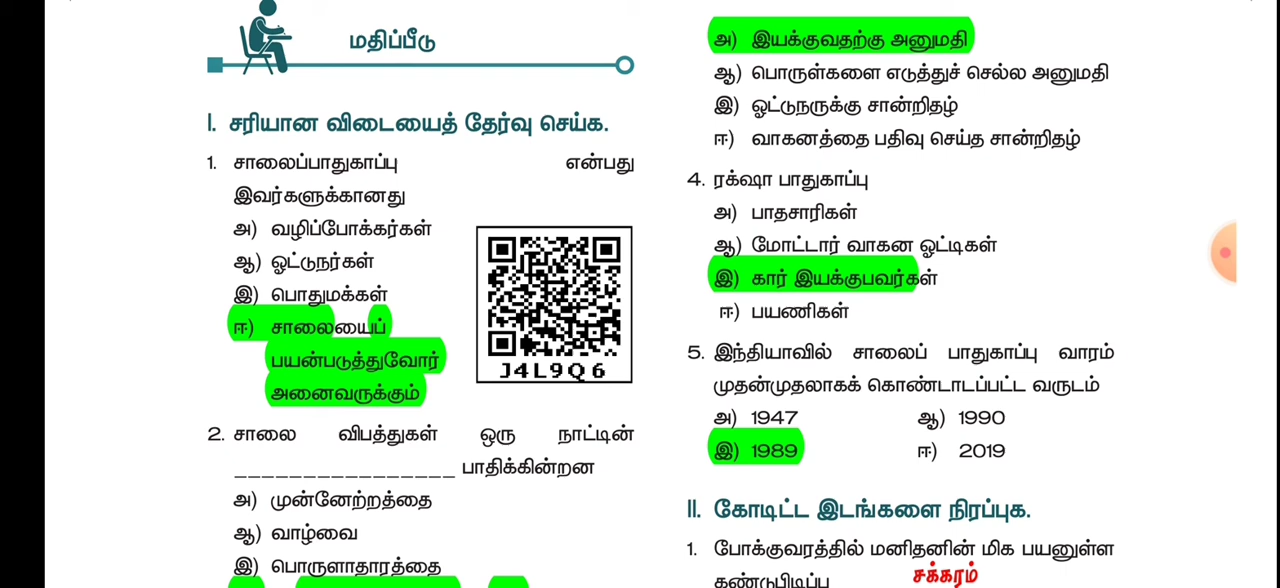 மதிப்பீடு
I. சரியான விடையைத் தேர்வு செய்க.
1. சாலைப்பாதுகாப்பு என்பது
இவர்களுக்கானது
அ) வழிப்போக்கர்கள்
ஆ) ஓட்டுநர்கள்
இ) பொதுமக்கள்
ஈ) சாலையைப்
பயன்படுத்துவோர்
அனைவருக்கும்
J4L9Q6
2. சாலை விபத்துகள் ஒரு நாட்டின்
________________ பாதிக்கின்றன
அ) முன்னேற்றத்தை
ஆ) வாழ்வை
இ) பொருளாதாரத்தை
அ) இயக்குவதற்கு அனுமதி
ஆ) பொருள்களை எடுத்துச் செல்ல அனுமதி
இ) ஓட்டுநருக்கு சான்றிதழ்
ஈ) வாகனத்தை பதிவு செய்த சான்றிதழ்
4. ரக்‌ஷா பாதுகாப்பு
அ) பாதசாரிகள்
ஆ) மோட்டார் வாகன ஓட்டிகள்
இ) கார் இயக்குபவர்கள்
ஈ) பயணிகள்
5. இந்தியாவில் சாலைப் பாதுகாப்பு வாரம்
முதன்முதலாகக் கொண்டாடப்பட்ட வருடம்
அ) 1947 ஆ) 1990
இ) 1989 ஈ) 2019
II. கோடிட்ட இடங்களை நிரப்புக.
1. போக்குவரத்தில் மனிதனின் மிக பயனுள்ள
கண்டுபிடிப்பு சக்கரம்